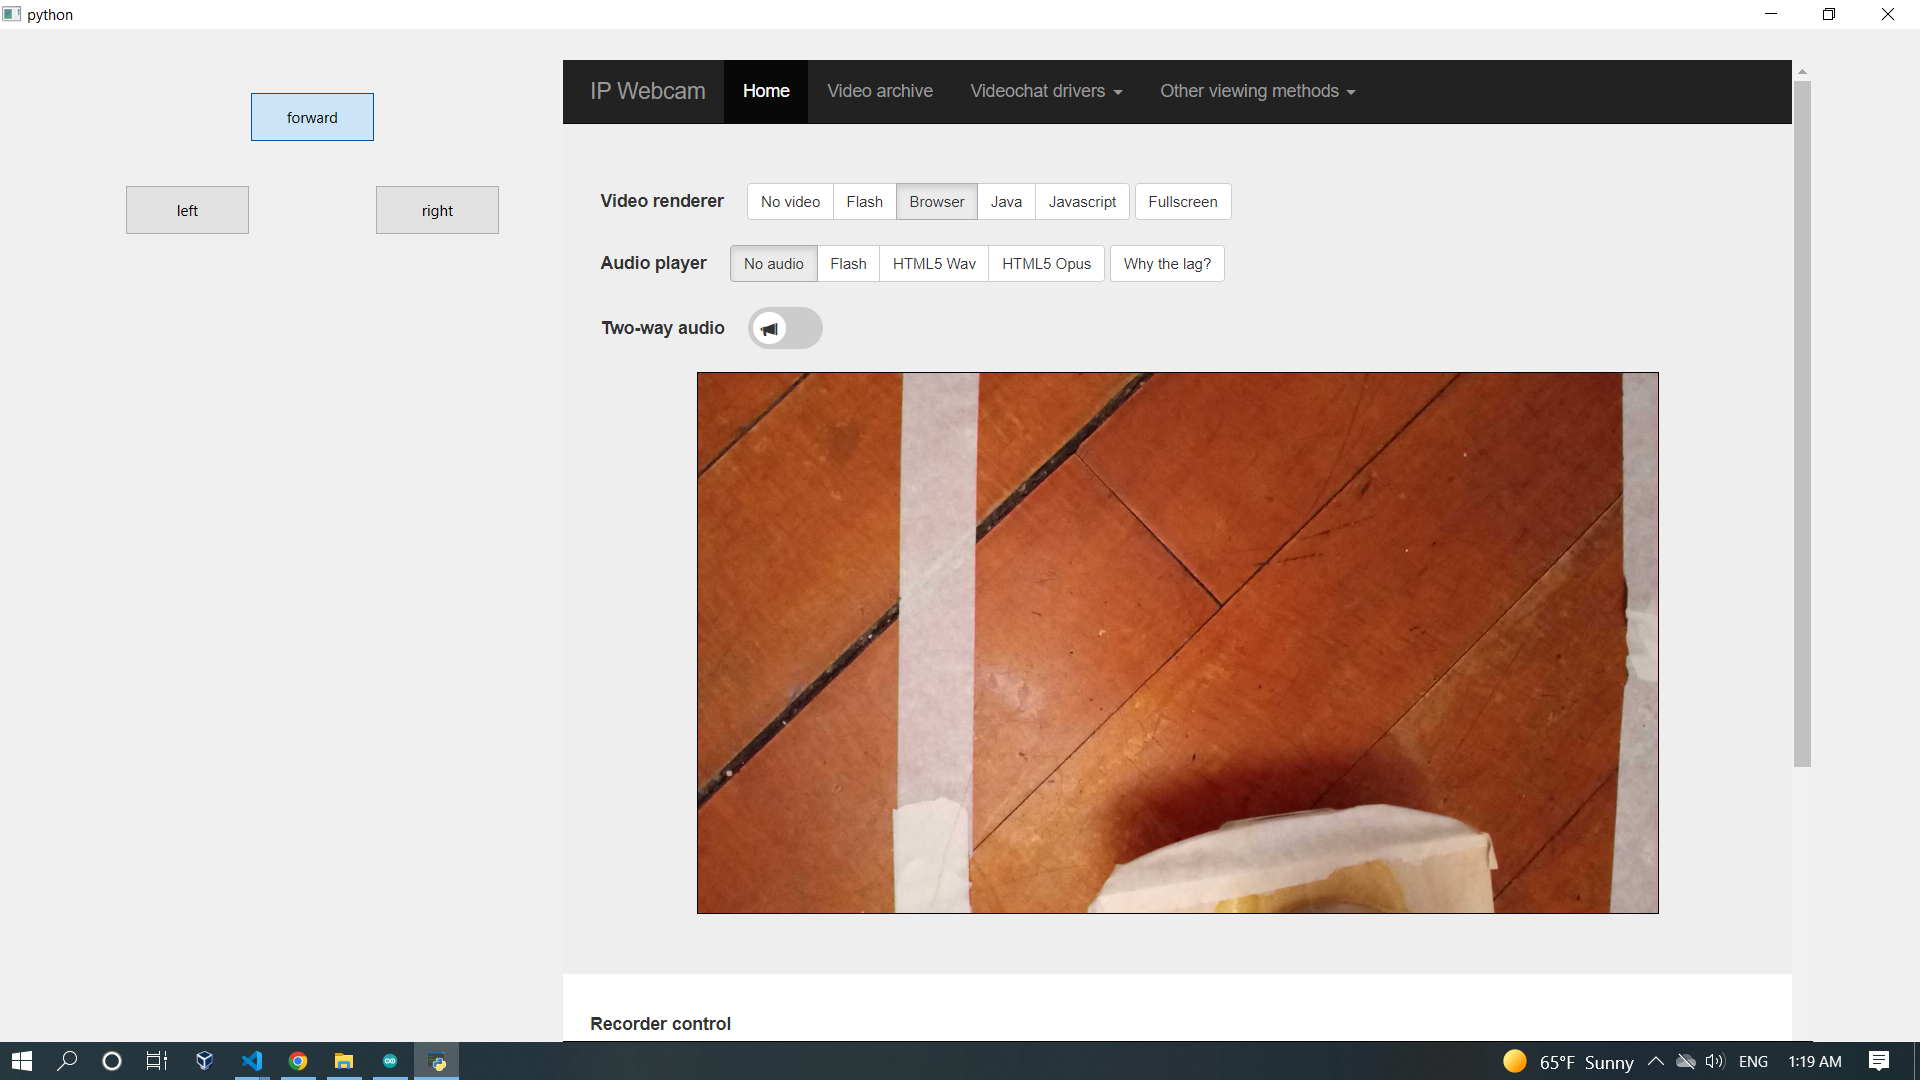 python
forward
left
right
IP Webcam Home Video archive Videochat drivers Other viewing methods
Video renderer No video Flash Browser Java Javascript Fullscreen
Audio player No audio Flash HTML5 Wav HTML5 Opus Why the lag?
Two-way audio
Recorder control
65°F Sunny ENG 1:19 AM